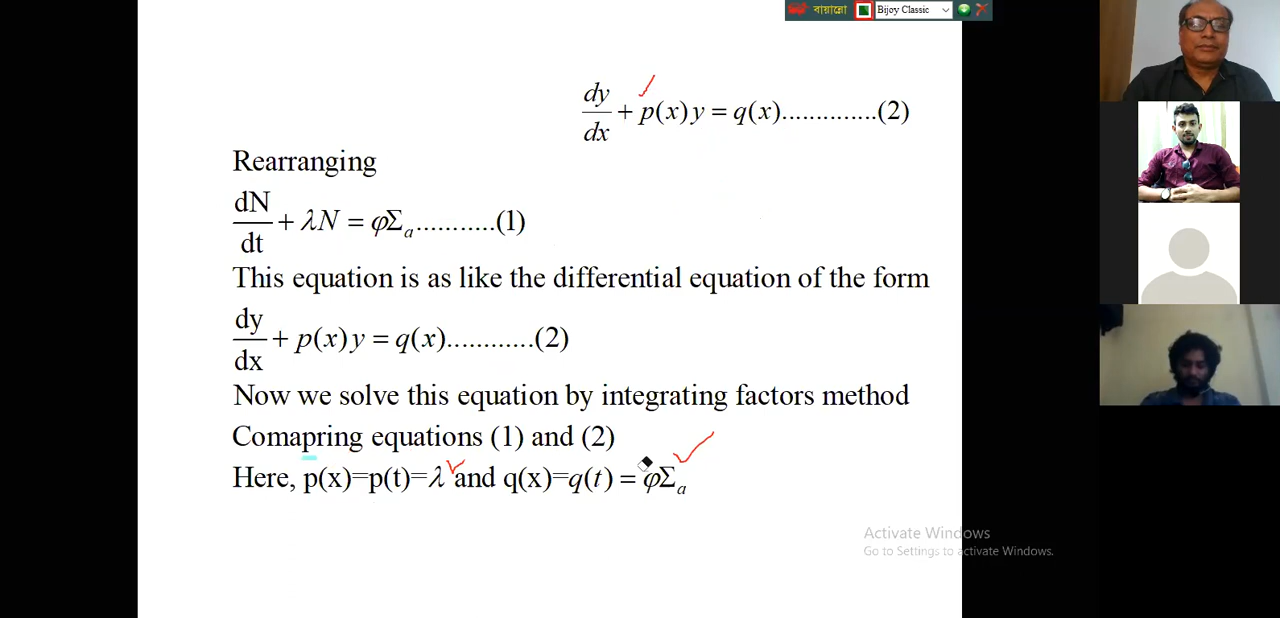 বায়ান্নো Bijoy Classic
dy/dx + p(x)y = q(x).............(2)
Rearranging
dN/dt + λN = φΣₐ...........(1)
This equation is as like the differential equation of the form
dy/dx + p(x)y = q(x)............(2)
Now we solve this equation by integrating factors method
Comapring equations (1) and (2)
Here, p(x)=p(t)=λ and q(x)=q(t) = φΣₐ
Activate Windows
Go to Settings to activate Windows.